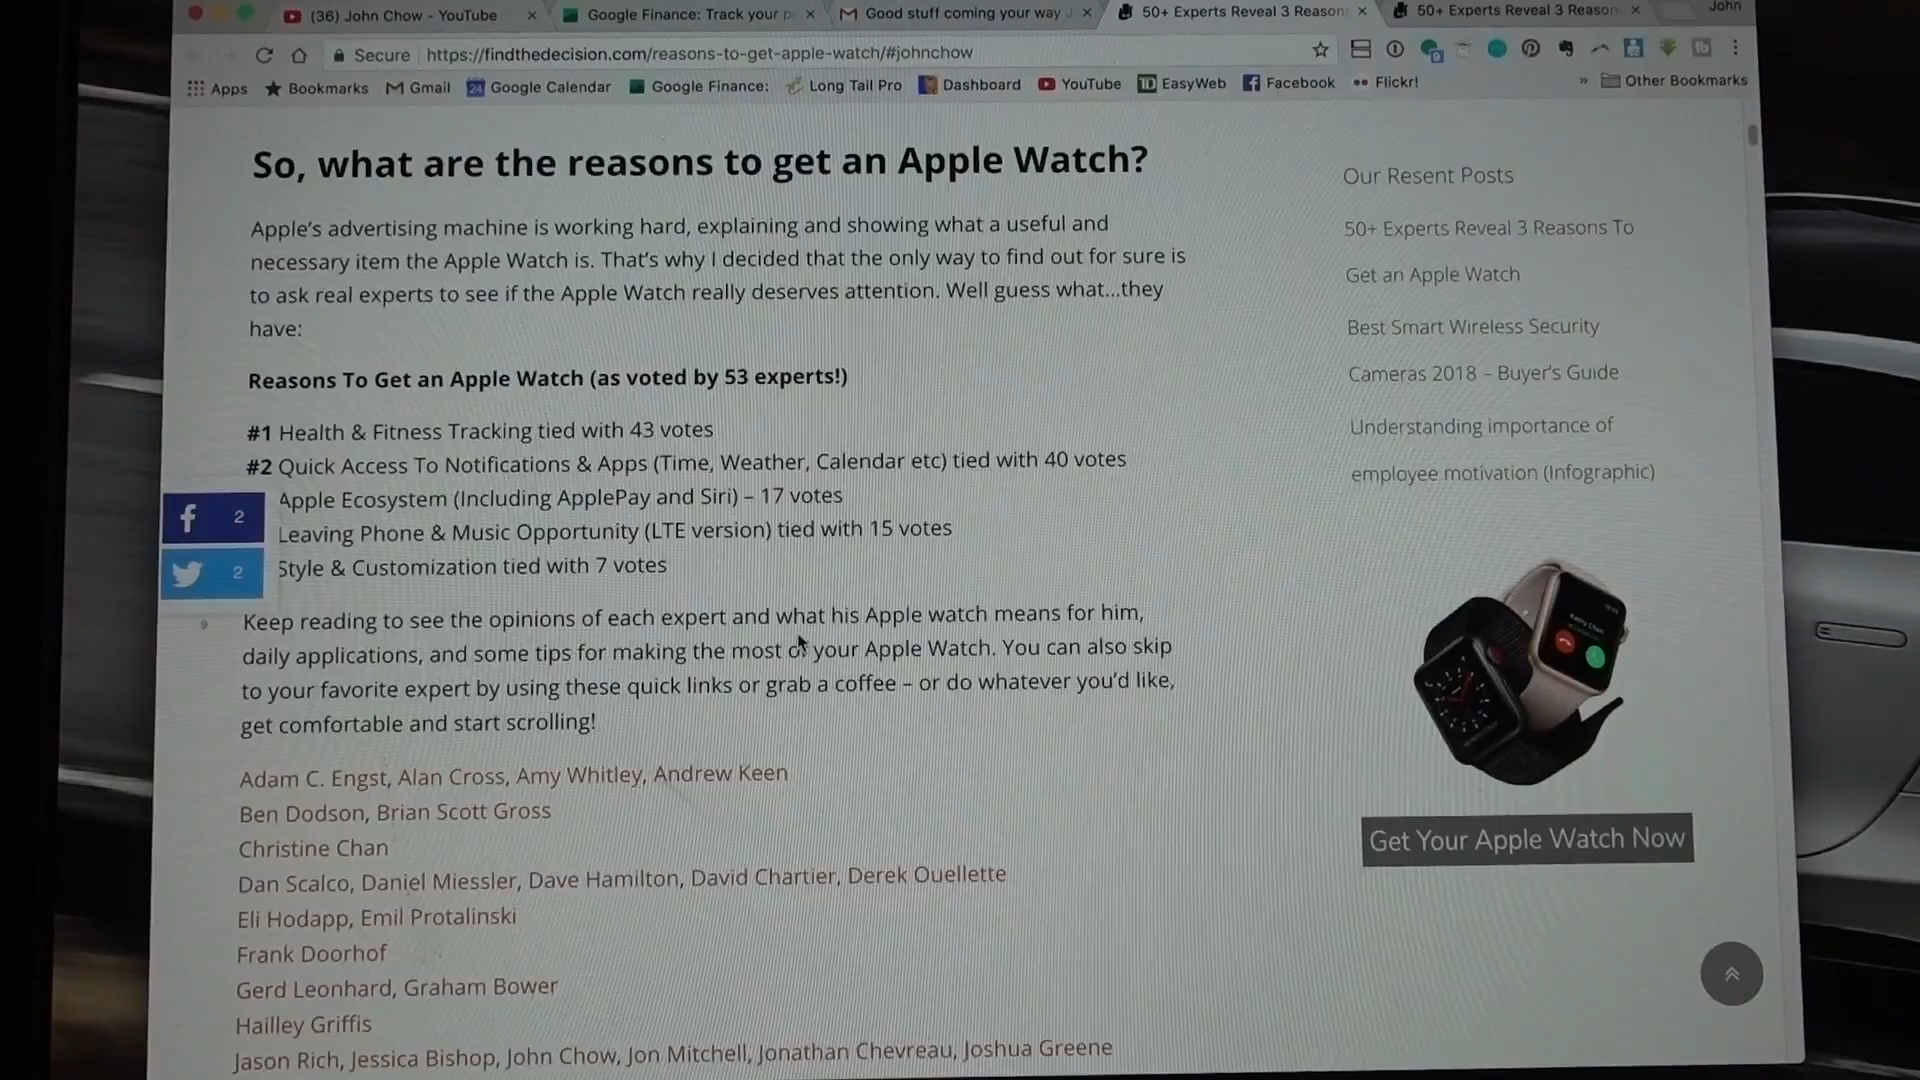 (36) John Chow - YouTube
Google Finance: Track your p
Good stuff coming your way J
50+ Experts Reveal 3 Reason
50+ Experts Reveal 3 Reason
John
Secure
https://findthedecision.com/reasons-to-get-apple-watch/#johnchow
Apps
Bookmarks
Gmail
24
Google Calendar
Google Finance:
Long Tail Pro
Dashboard
YouTube
EasyWeb
Facebook
Flickr!
»
Other Bookmarks
So, what are the reasons to get an Apple Watch?
Apple's advertising machine is working hard, explaining and showing what a useful and
necessary item the Apple Watch is. That's why I decided that the only way to find out for sure is
to ask real experts to see if the Apple Watch really deserves attention. Well guess what...they
have:
Reasons To Get an Apple Watch (as voted by 53 experts!)
#1 Health & Fitness Tracking tied with 43 votes
#2 Quick Access To Notifications & Apps (Time, Weather, Calendar etc) tied with 40 votes
Apple Ecosystem (Including ApplePay and Siri) – 17 votes
Leaving Phone & Music Opportunity (LTE version) tied with 15 votes
Style & Customization tied with 7 votes
2
2
Keep reading to see the opinions of each expert and what his Apple watch means for him,
daily applications, and some tips for making the most of your Apple Watch. You can also skip
to your favorite expert by using these quick links or grab a coffee – or do whatever you'd like,
get comfortable and start scrolling!
Adam C. Engst, Alan Cross, Amy Whitley, Andrew Keen
Ben Dodson, Brian Scott Gross
Christine Chan
Dan Scalco, Daniel Miessler, Dave Hamilton, David Chartier, Derek Ouellette
Eli Hodapp, Emil Protalinski
Frank Doorhof
Gerd Leonhard, Graham Bower
Hailley Griffis
Jason Rich, Jessica Bishop, John Chow, Jon Mitchell, Jonathan Chevreau, Joshua Greene
Our Recent Posts
50+ Experts Reveal 3 Reasons To
Get an Apple Watch
Best Smart Wireless Security
Cameras 2018 – Buyer's Guide
Understanding importance of
employee motivation (Infographic)
Get Your Apple Watch Now